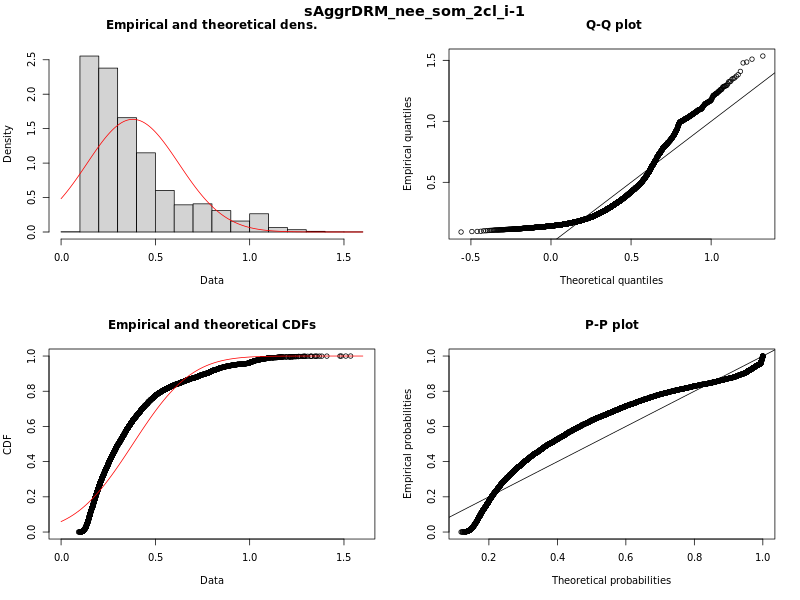 sAggrDRM_nee_som_2cl_i-1
Empirical and theoretical dens.
Density
0.0 0.5 1.0 1.5 2.0 2.5
0.0 0.5 1.0 1.5
Data
Q-Q plot
Empirical quantiles
0.5 1.0 1.5
-0.5 0.0 0.5 1.0
Theoretical quantiles
Empirical and theoretical CDFs
CDF
0.0 0.2 0.4 0.6 0.8 1.0
0.0 0.5 1.0 1.5
Data
P-P plot
Empirical probabilities
0.0 0.2 0.4 0.6 0.8 1.0
0.2 0.4 0.6 0.8 1.0
Theoretical probabilities